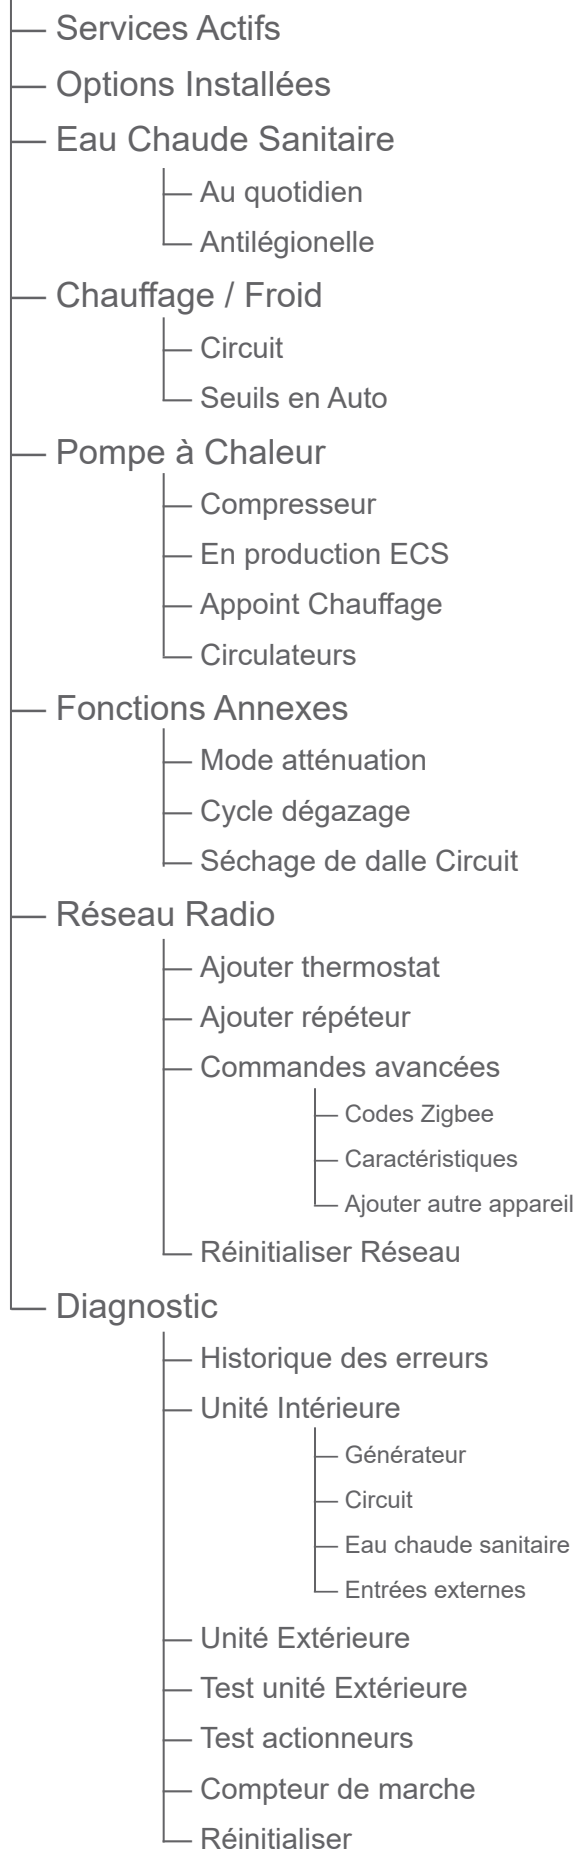 Services Actifs
Options Installées
Eau Chaude Sanitaire
Au quotidien
Antilégionelle
Chauffage / Froid
Circuit
Seuils en Auto
Pompe à Chaleur
Compresseur
En production ECS
Appoint Chauffage
Circulateurs
Fonctions Annexes
Mode atténuation
Cycle dégazage
Séchage de dalle Circuit
Réseau Radio
Ajouter thermostat
Ajouter répéteur
Commandes avancées
Codes Zigbee
Caractéristiques
Ajouter autre appareil
Réinitialiser Réseau
Diagnostic
Historique des erreurs
Unité Intérieure
Générateur
Circuit
Eau chaude sanitaire
Entrées externes
Unité Extérieure
Test unité Extérieure
Test actionneurs
Compteur de marche
Réinitialiser